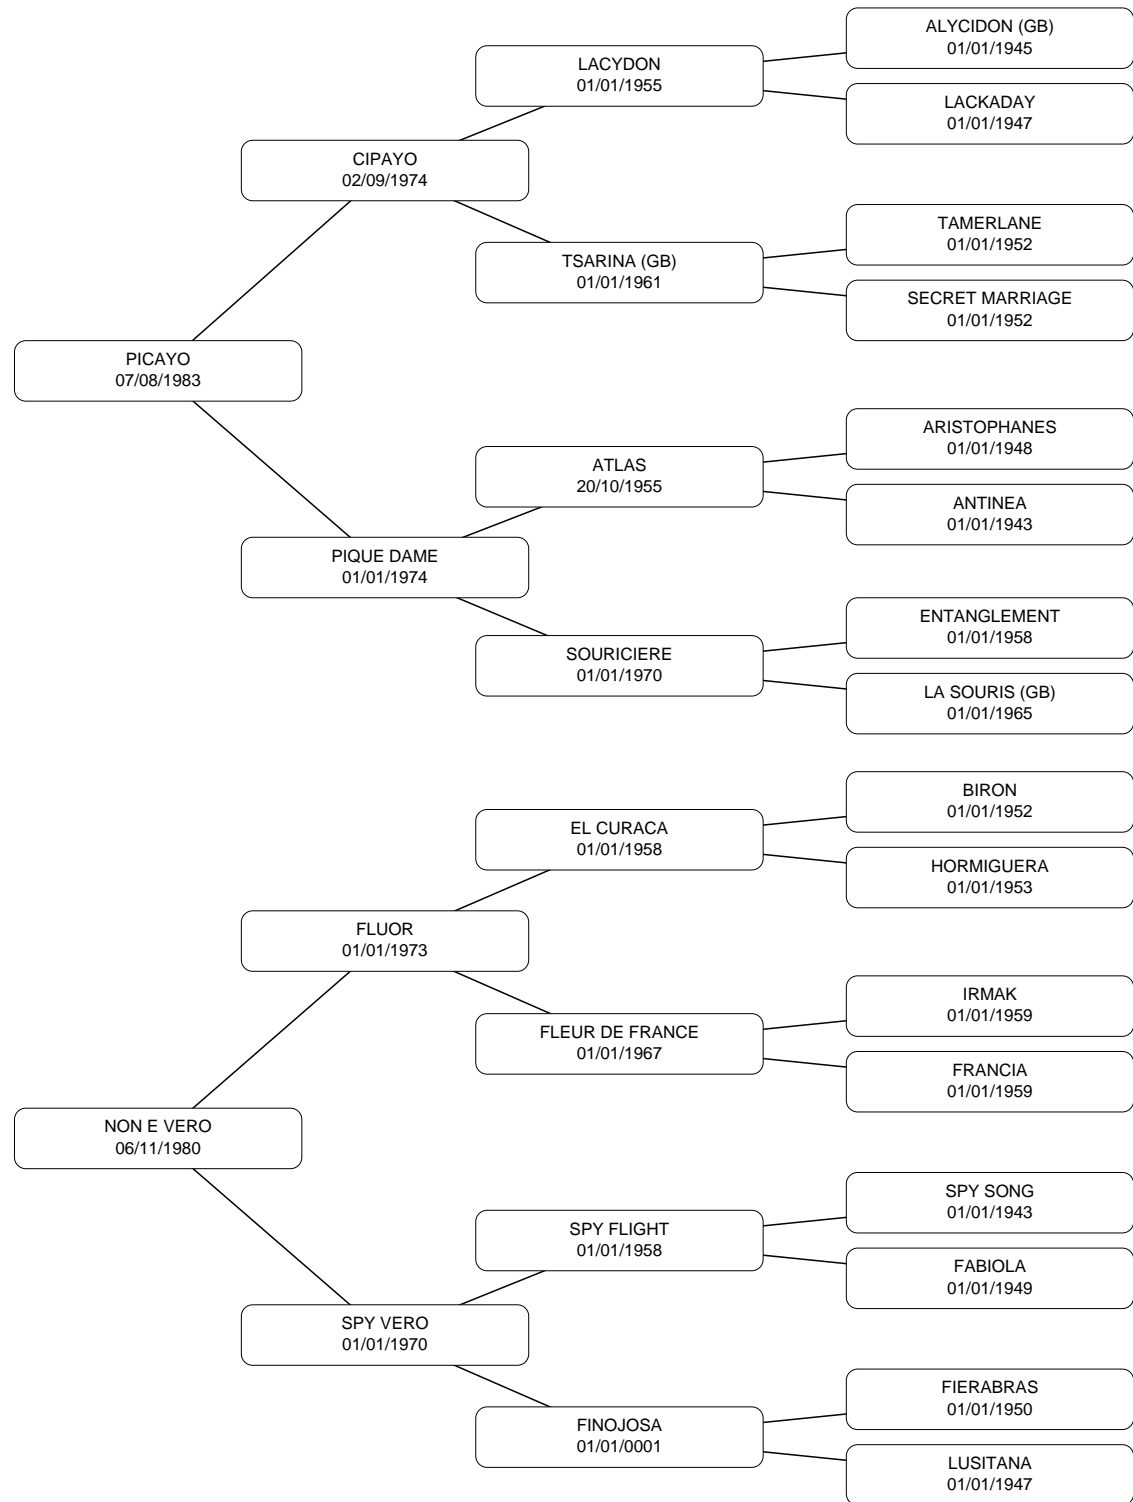 ALYCIDON (GB)
01/01/1945
LACYDON
01/01/1955
LACKADAY
01/01/1947
CIPAYO
02/09/1974
TAMERLANE
01/01/1952
TSARINA (GB)
01/01/1961
SECRET MARRIAGE
01/01/1952
PICAYO
07/08/1983
ARISTOPHANES
01/01/1948
ATLAS
20/10/1955
ANTINEA
01/01/1943
PIQUE DAME
01/01/1974
ENTANGLEMENT
01/01/1958
SOURICIERE
01/01/1970
LA SOURIS (GB)
01/01/1965
BIRON
01/01/1952
EL CURACA
01/01/1958
HORMIGUERA
01/01/1953
FLUOR
01/01/1973
IRMAK
01/01/1959
FLEUR DE FRANCE
01/01/1967
FRANCIA
01/01/1959
NON E VERO
06/11/1980
SPY SONG
01/01/1943
SPY FLIGHT
01/01/1958
FABIOLA
01/01/1949
SPY VERO
01/01/1970
FIERABRAS
01/01/1950
FINOJOSA
01/01/0001
LUSITANA
01/01/1947